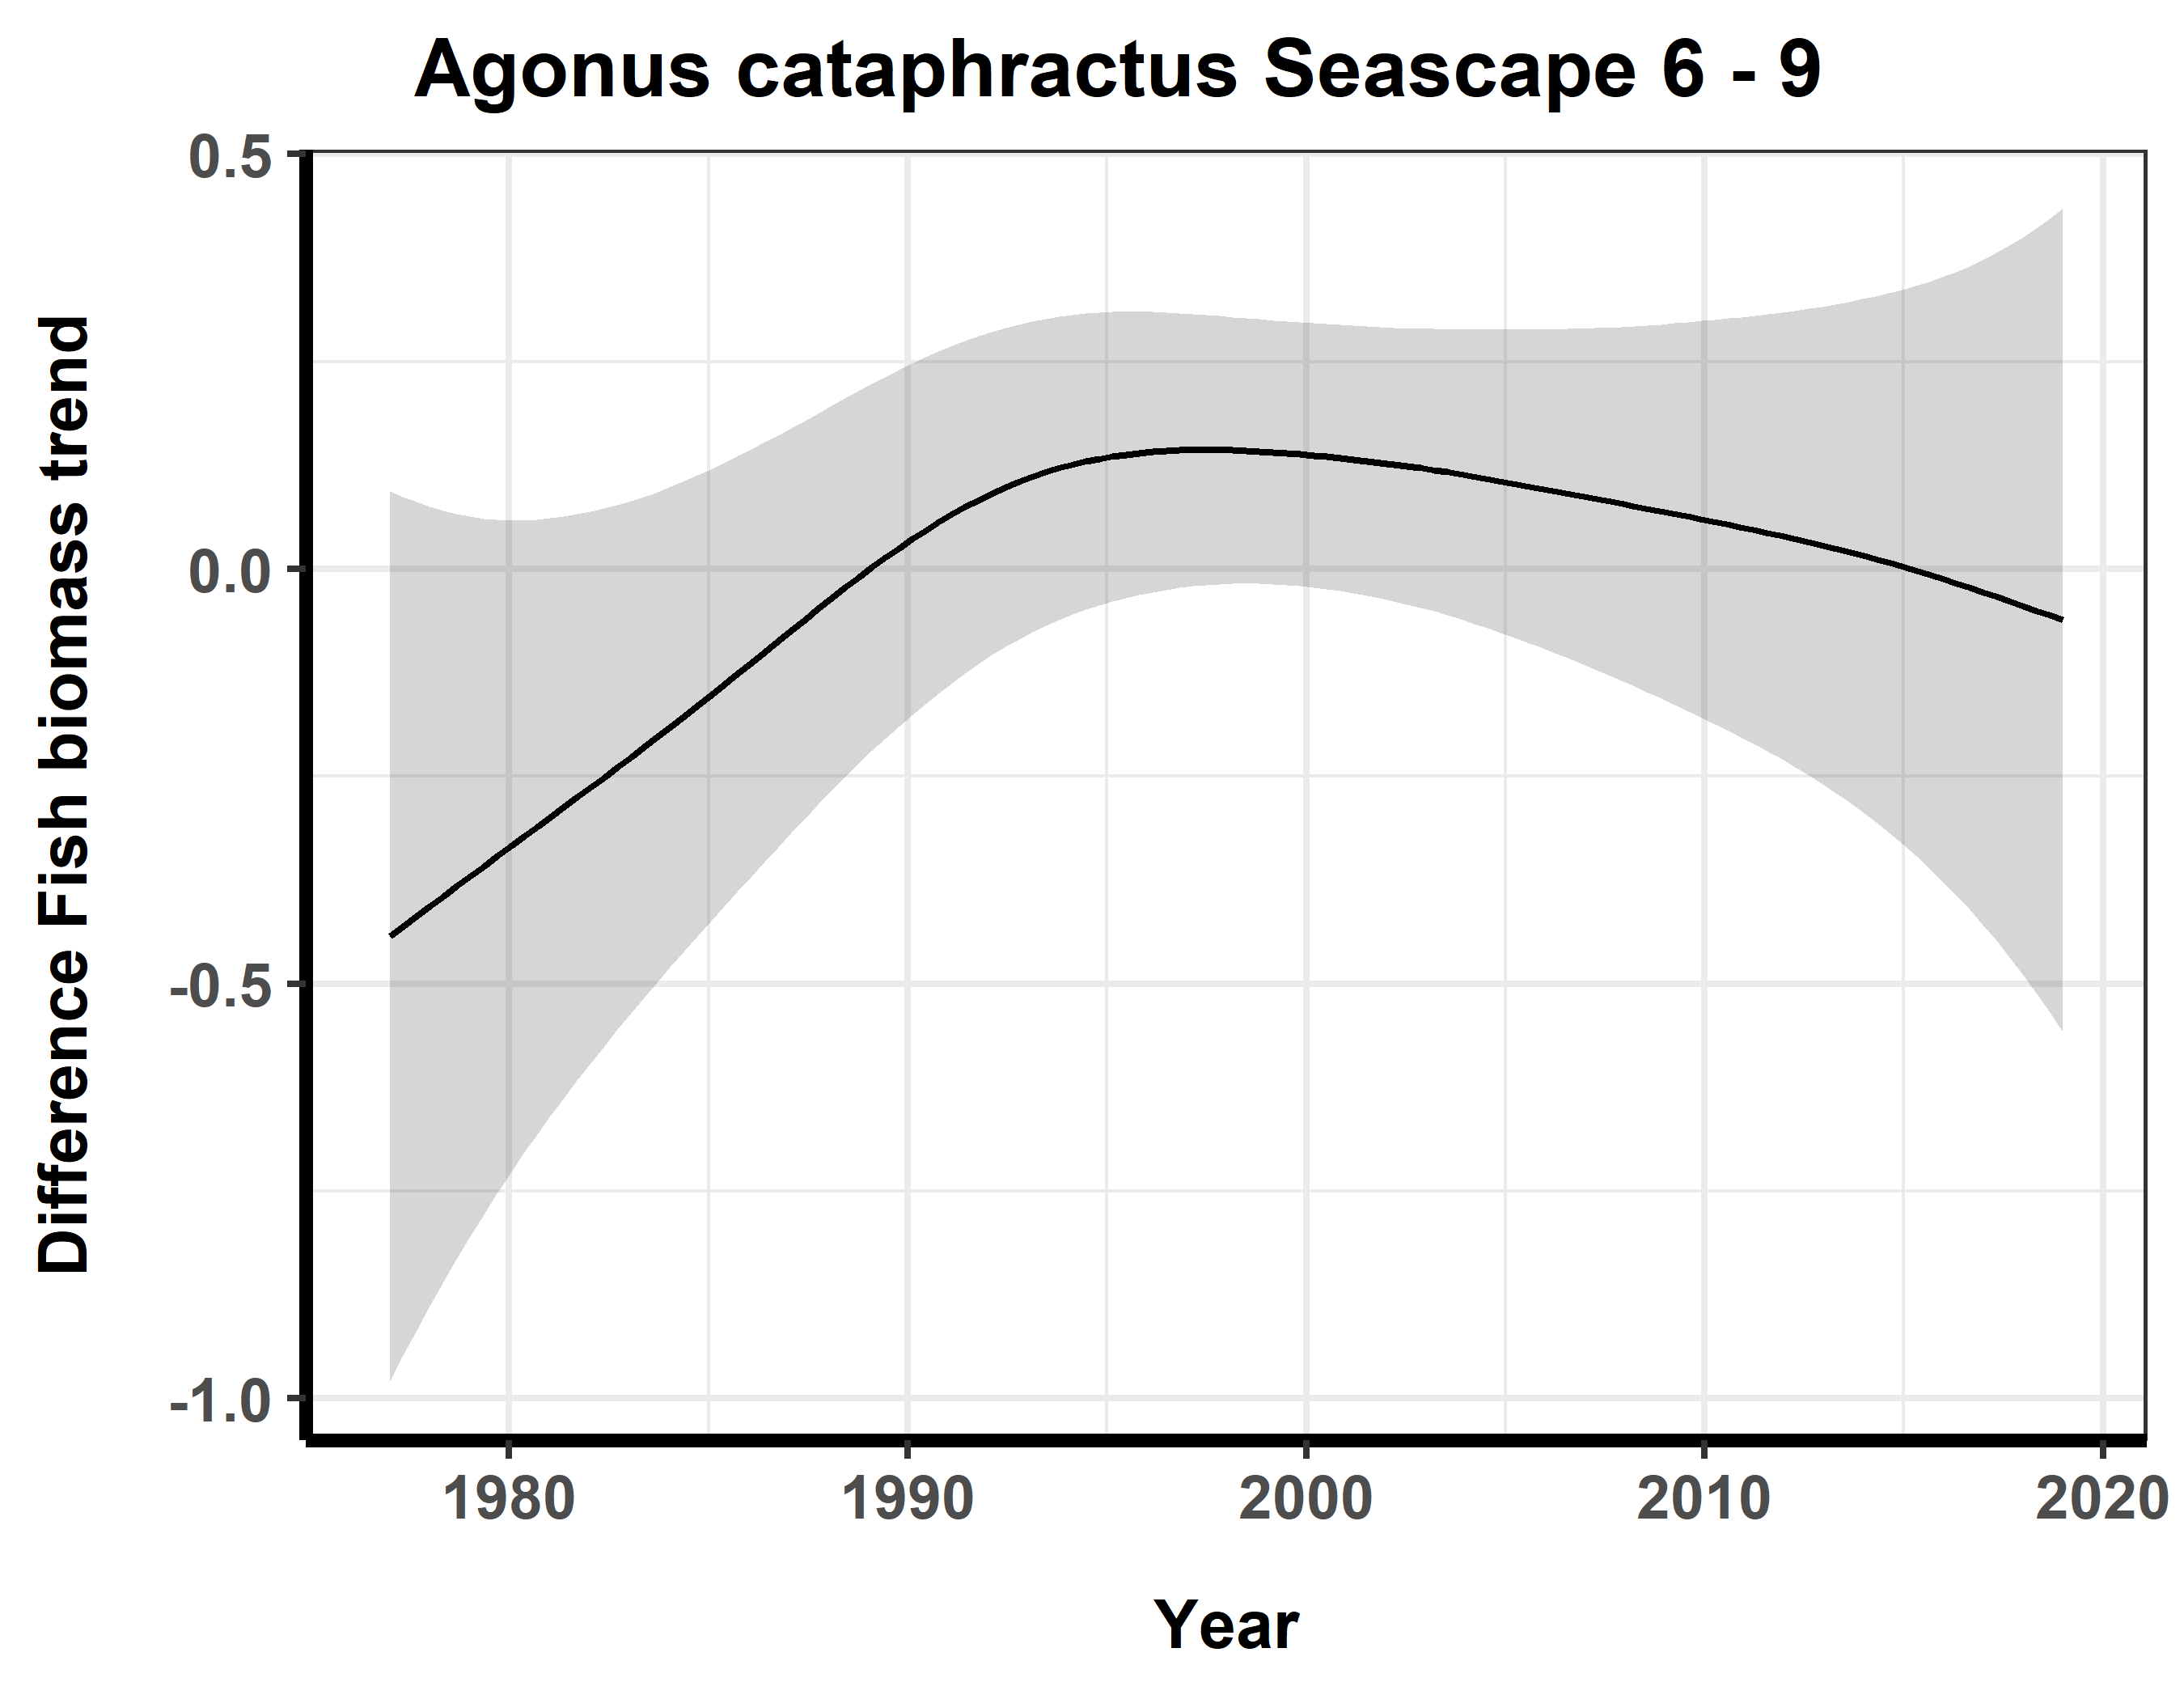 Agonus cataphractus Seascape 6 - 9
Difference Fish biomass trend
0.5
0.0
-0.5
-1.0
1980 1990 2000 2010 2020
Year